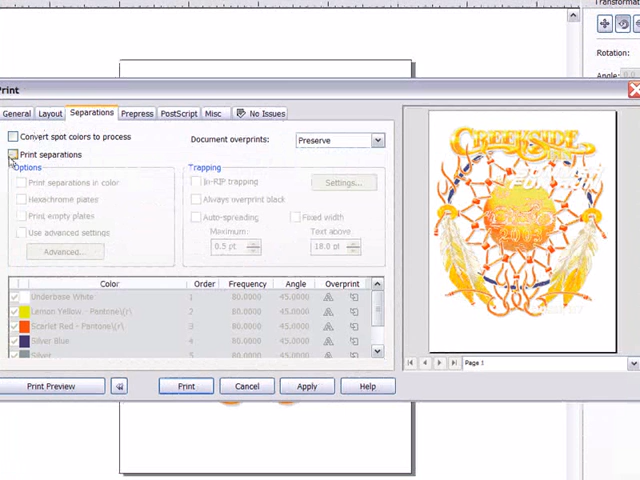 Transformation
Rotation:
Angle:
Print
General Layout Separations Prepress PostScript Misc No Issues
Convert spot colors to process
Document overprints: Preserve
Print separations
Options
Trapping
Print separations in color
In-RIP trapping
Settings...
Hexachrome plates
Always overprint black
Print empty plates
Auto-spreading
Fixed width
Use advanced settings
Maximum:
Text above:
Advanced...
0.5 pt
18.0 pt
Color Order Frequency Angle Overprint
Underbase White 1 80.0000 45.0000
Lemon Yellow - Pantone\(r\ 2 80.0000 45.0000
Scarlet Red - Pantone\(r\ 3 80.0000 45.0000
Silver Blue 4 80.0000 45.0000
Silver 5 80.0000 45.0000
CREEKSIDE
Page 1
Print Preview Print Cancel Apply Help